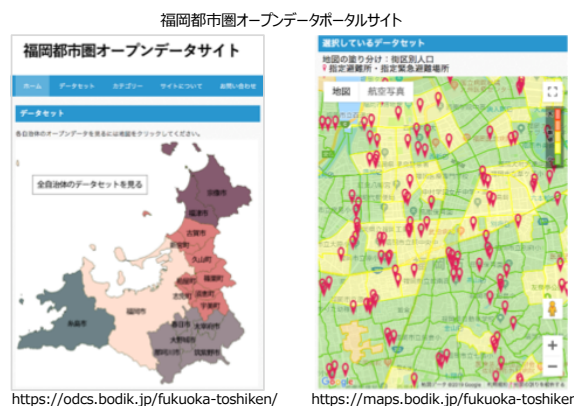 福岡都市圏オープンデータポータルサイト
福岡都市圏オープンデータサイト
ホーム データセット カテゴリー サイトについて お問い合わせ
データセット
各自治体のオープンデータを見るには地図をクリックしてください。
全自治体のデータセットを見る
宗像市
福津市
古賀市
新宮町
久山町
粕屋町 篠栗町
志免町 須恵町
宇美町
福岡市
糸島市
春日市 太宰府市
大野城市
那珂川市 筑紫野市
https://odcs.bodik.jp/fukuoka-toshiken/
選択しているデータセット
地図の塗り分け：街区別人口
指定避難所・指定緊急避難場所
地図 航空写真
Google
https://maps.bodik.jp/fukuoka-toshiken